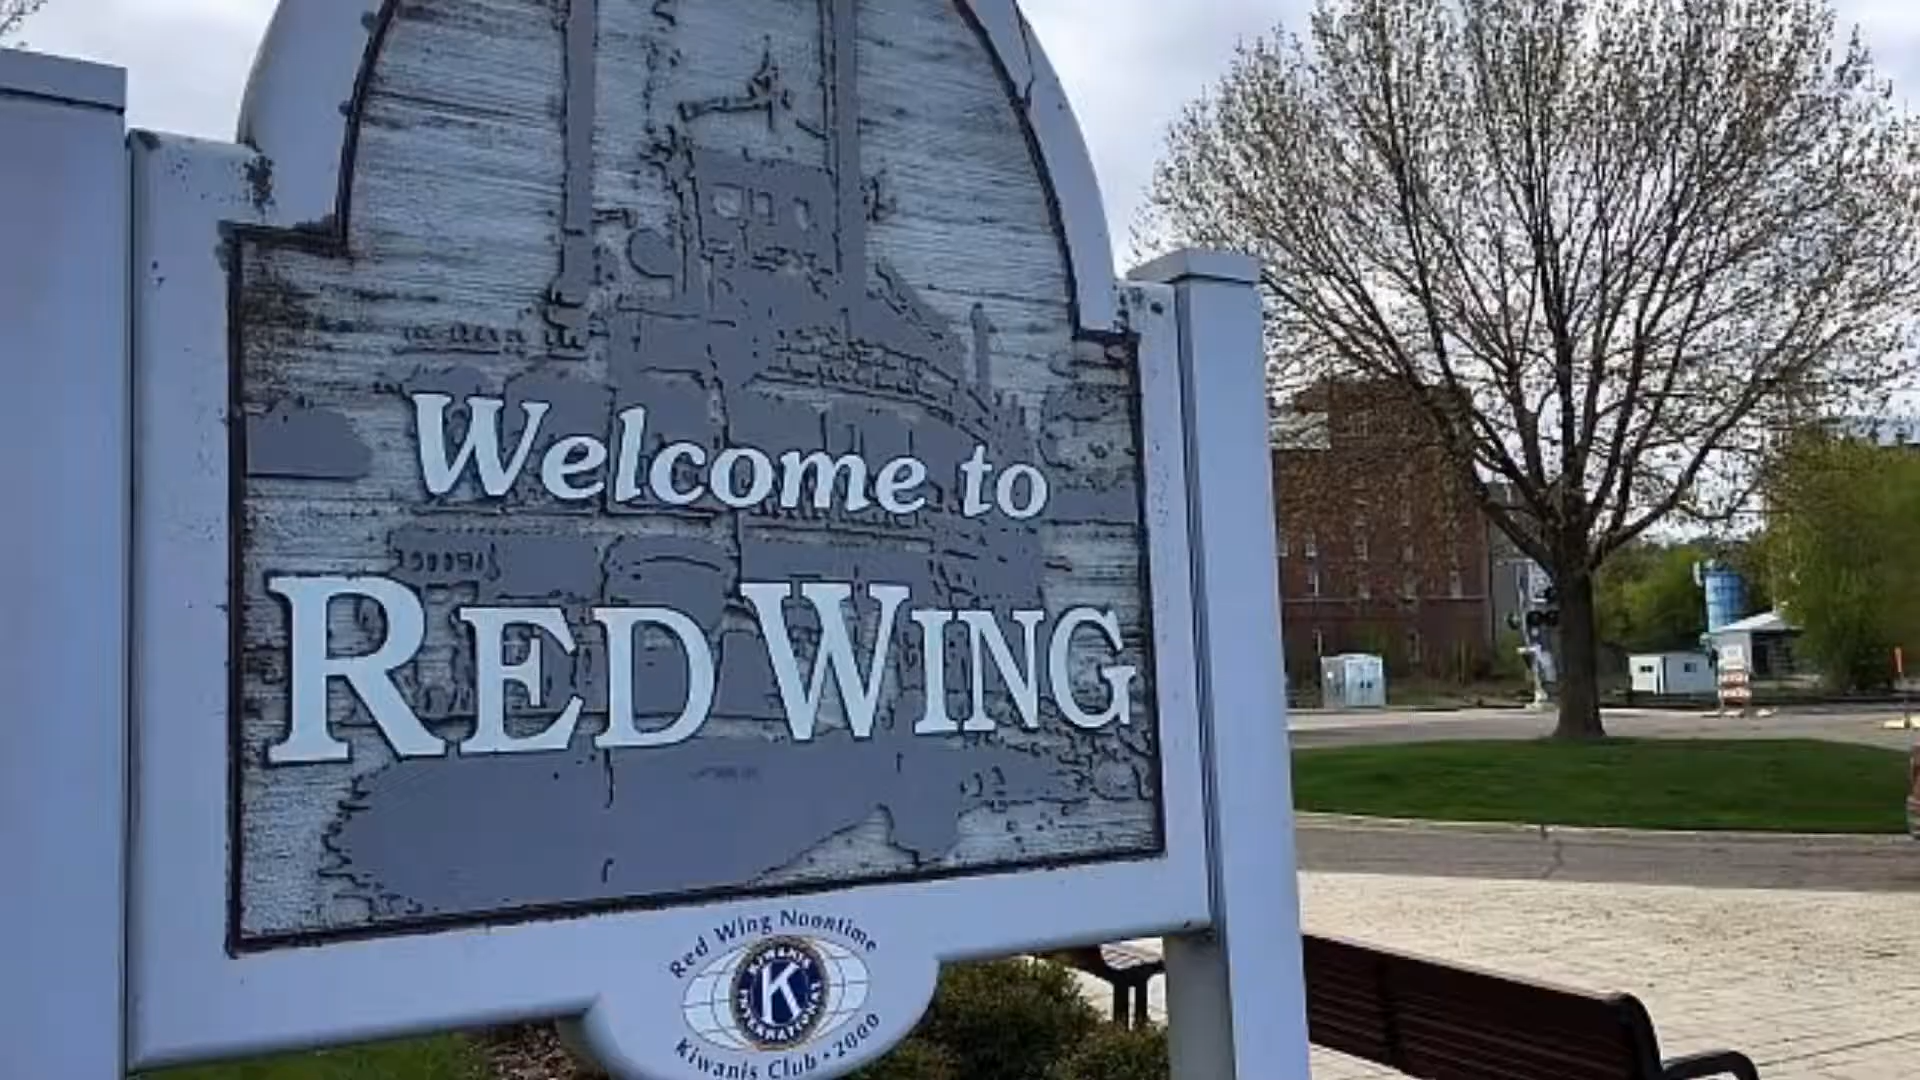 Welcome to
RED WING
Red Wing Noontime
KIWANIS
K
INTERNATIONAL
Kiwanis Club • 2000